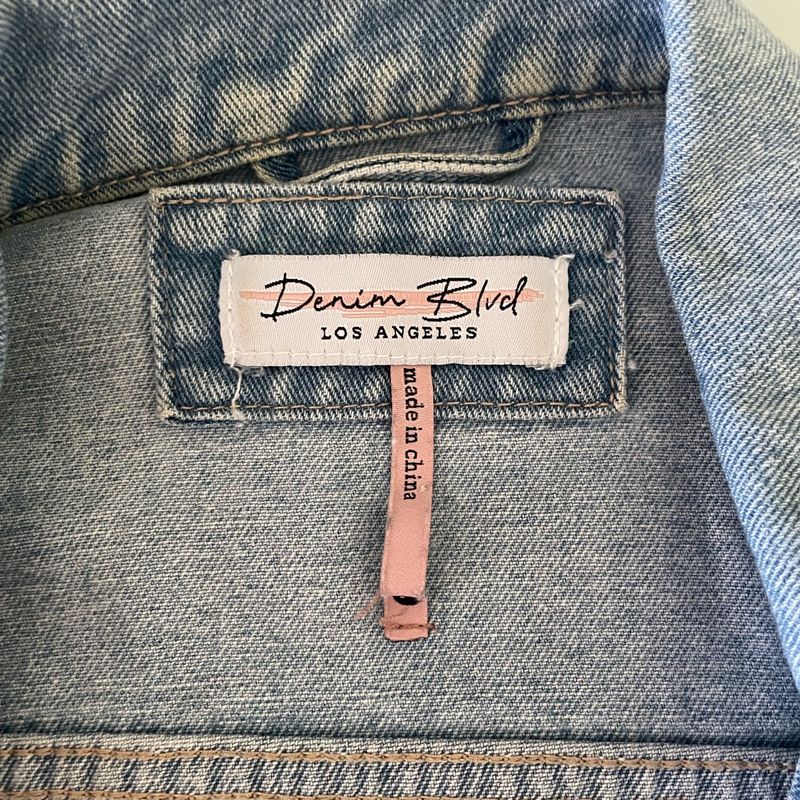 Denim Blvd
LOS ANGELES
made in china